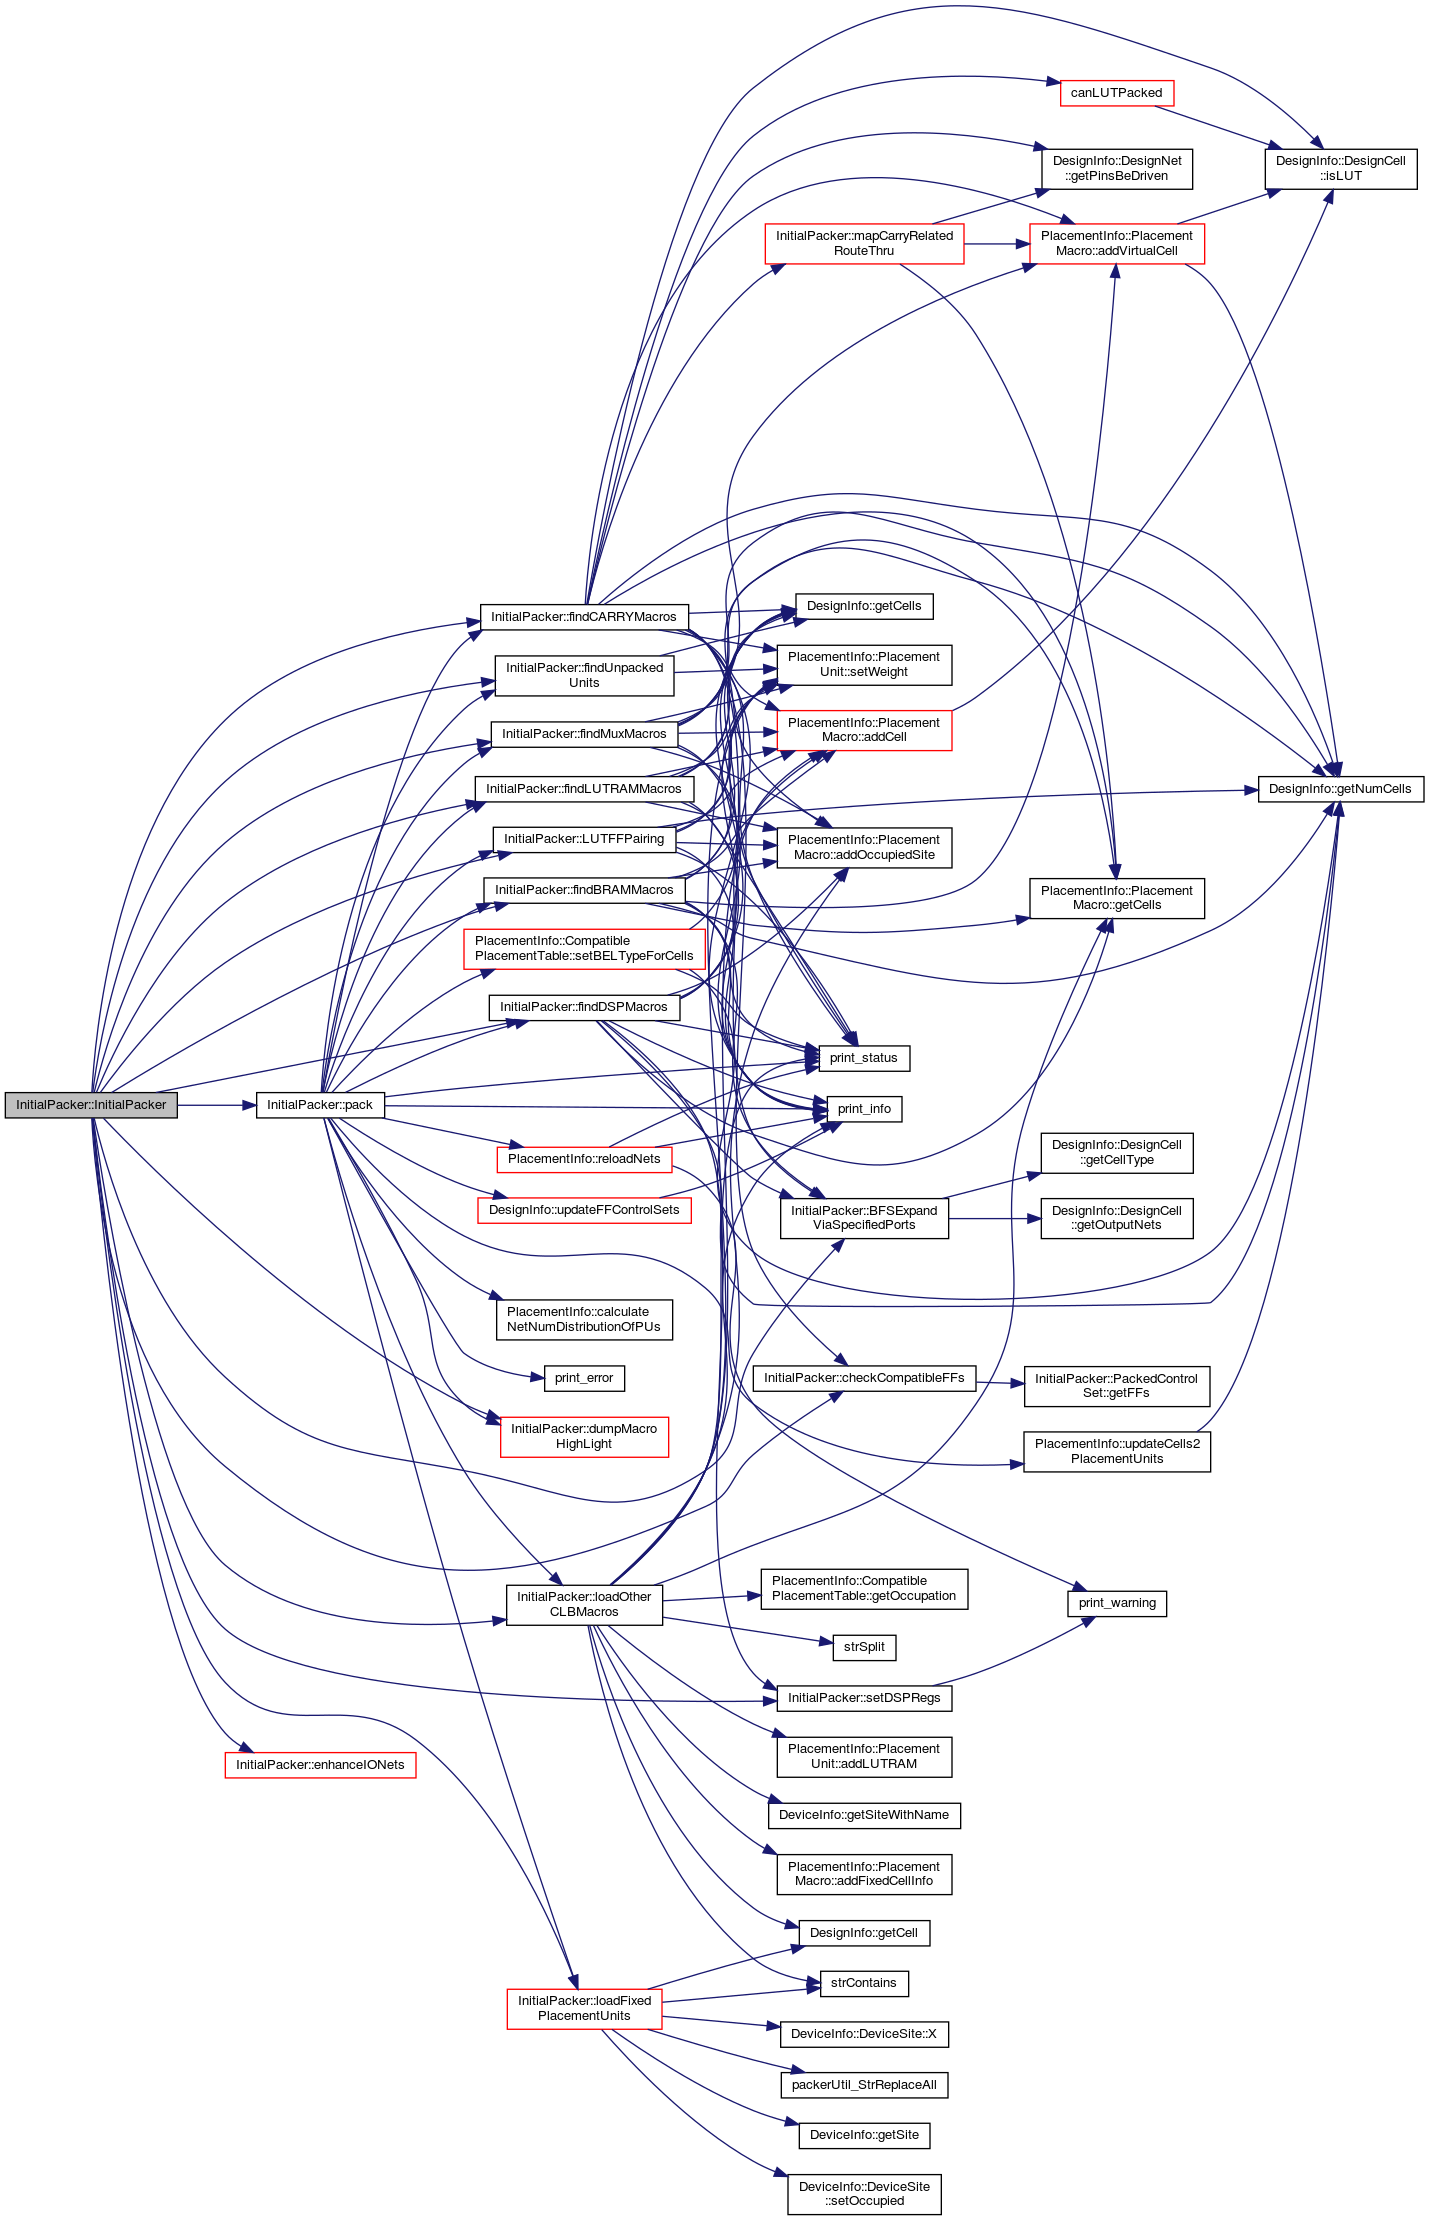 canLUTPacked
DesignInfo::DesignNet
::getPinsBeDriven
DesignInfo::DesignCell
::isLUT
InitialPacker::mapCarryRelated
RouteThru
PlacementInfo::Placement
Macro::addVirtualCell
InitialPacker::findCARRYMacros
DesignInfo::getCells
InitialPacker::findUnpacked
Units
PlacementInfo::Placement
Unit::setWeight
InitialPacker::findMuxMacros
PlacementInfo::Placement
Macro::addCell
InitialPacker::findLUTRAMMacros
DesignInfo::getNumCells
InitialPacker::LUTFFPairing
PlacementInfo::Placement
Macro::addOccupiedSite
InitialPacker::findBRAMMacros
PlacementInfo::Placement
Macro::getCells
PlacementInfo::Compatible
PlacementTable::setBELTypeForCells
InitialPacker::findDSPMacros
print_status
InitialPacker::InitialPacker
InitialPacker::pack
print_info
PlacementInfo::reloadNets
DesignInfo::DesignCell
::getCellType
DesignInfo::updateFFControlSets
InitialPacker::BFSExpand
ViaSpecifiedPorts
DesignInfo::DesignCell
::getOutputNets
PlacementInfo::calculate
NetNumDistributionOfPUs
print_error
InitialPacker::checkCompatibleFFs
InitialPacker::PackedControl
Set::getFFs
InitialPacker::dumpMacro
HighLight
PlacementInfo::updateCells2
PlacementUnits
InitialPacker::loadOther
CLBMacros
PlacementInfo::Compatible
PlacementTable::getOccupation
print_warning
strSplit
InitialPacker::setDSPRegs
InitialPacker::enhanceIONets
PlacementInfo::Placement
Unit::addLUTRAM
DeviceInfo::getSiteWithName
PlacementInfo::Placement
Macro::addFixedCellInfo
DesignInfo::getCell
strContains
InitialPacker::loadFixed
PlacementUnits
DeviceInfo::DeviceSite::X
packerUtil_StrReplaceAll
DeviceInfo::getSite
DeviceInfo::DeviceSite
::setOccupied